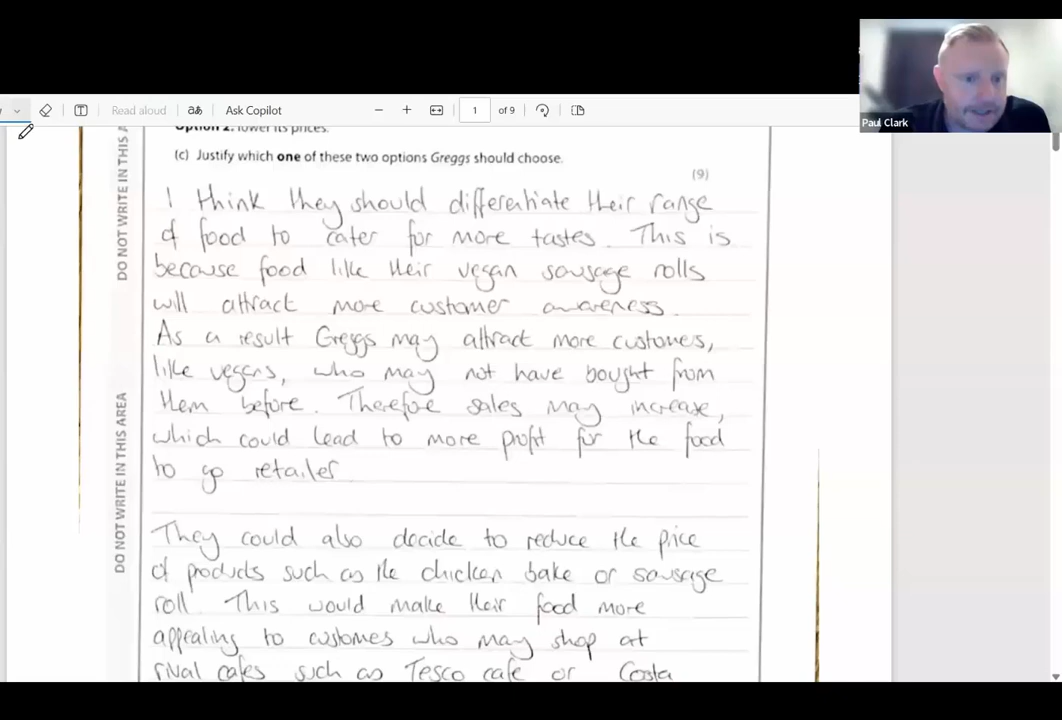 Read aloud
aあ
Ask Copilot
1 of 9
Paul Clark
Option 2: lower its prices.
(c) Justify which one of these two options Greggs should choose.
(9)
I think they should differentiate their range
of food to cater for more tastes. This is
because food like their vegan sausage rolls
will attract more customer awareness.
As a result Greggs may attract more customers,
like vegans, who may not have bought from
them before. Therefore sales may increase,
which could lead to more profit for the food
to go retailer
They could also decide to reduce the price
of products such as the chicken bake or sausage
roll. This would make their food more
appealing to customes who may shop at
rival cafes such as Tesco cafe or Costa
DO NOT WRITE IN THIS A
DO NOT WRITE IN THIS AREA